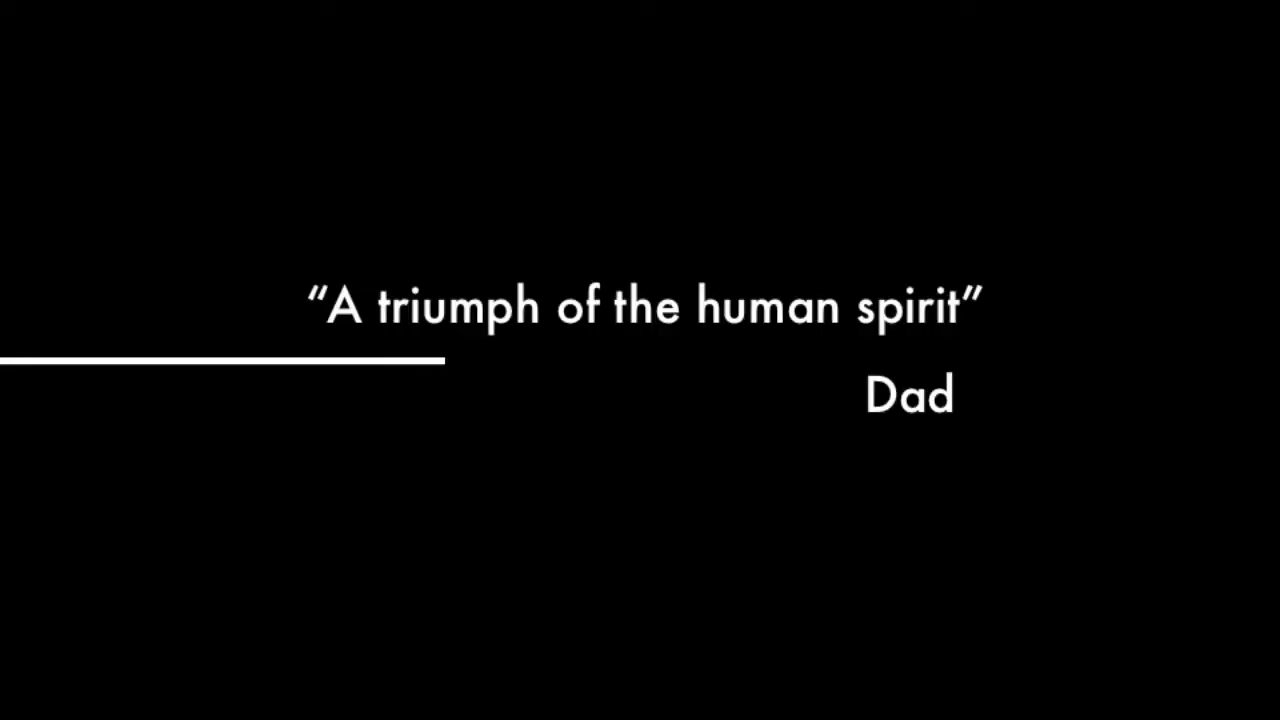 “A triumph of the human spirit”
Dad